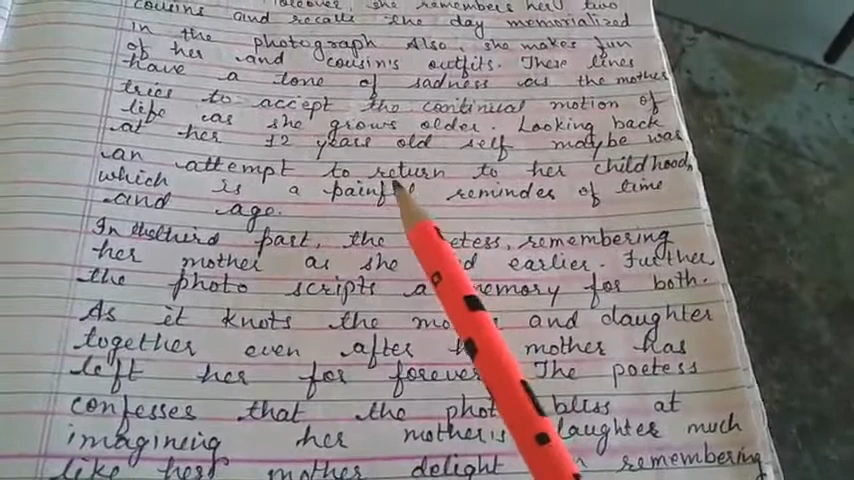 cousins and recalls the day memorialized
Moreover, she remembers her two
in the photograph. Also, she makes fun
of her and cousin's outfits. These lines
have a tone of sadness as the mother
tries to accept the continual motion of
life as she grows older. Looking back
at her 12 years old self maybe was
an attempt to return to her childhood,
which is a painful reminder of time
and age.
In the third part, the poetess, remembering
her mother as she did earlier. Further
the photo scripts a memory for both.
As it knots the and daughter
together even after mother has
left her for forever. The poetess
confesses that the photo bliss at
imagining her mother's laughter much
like her mother delight in remembering